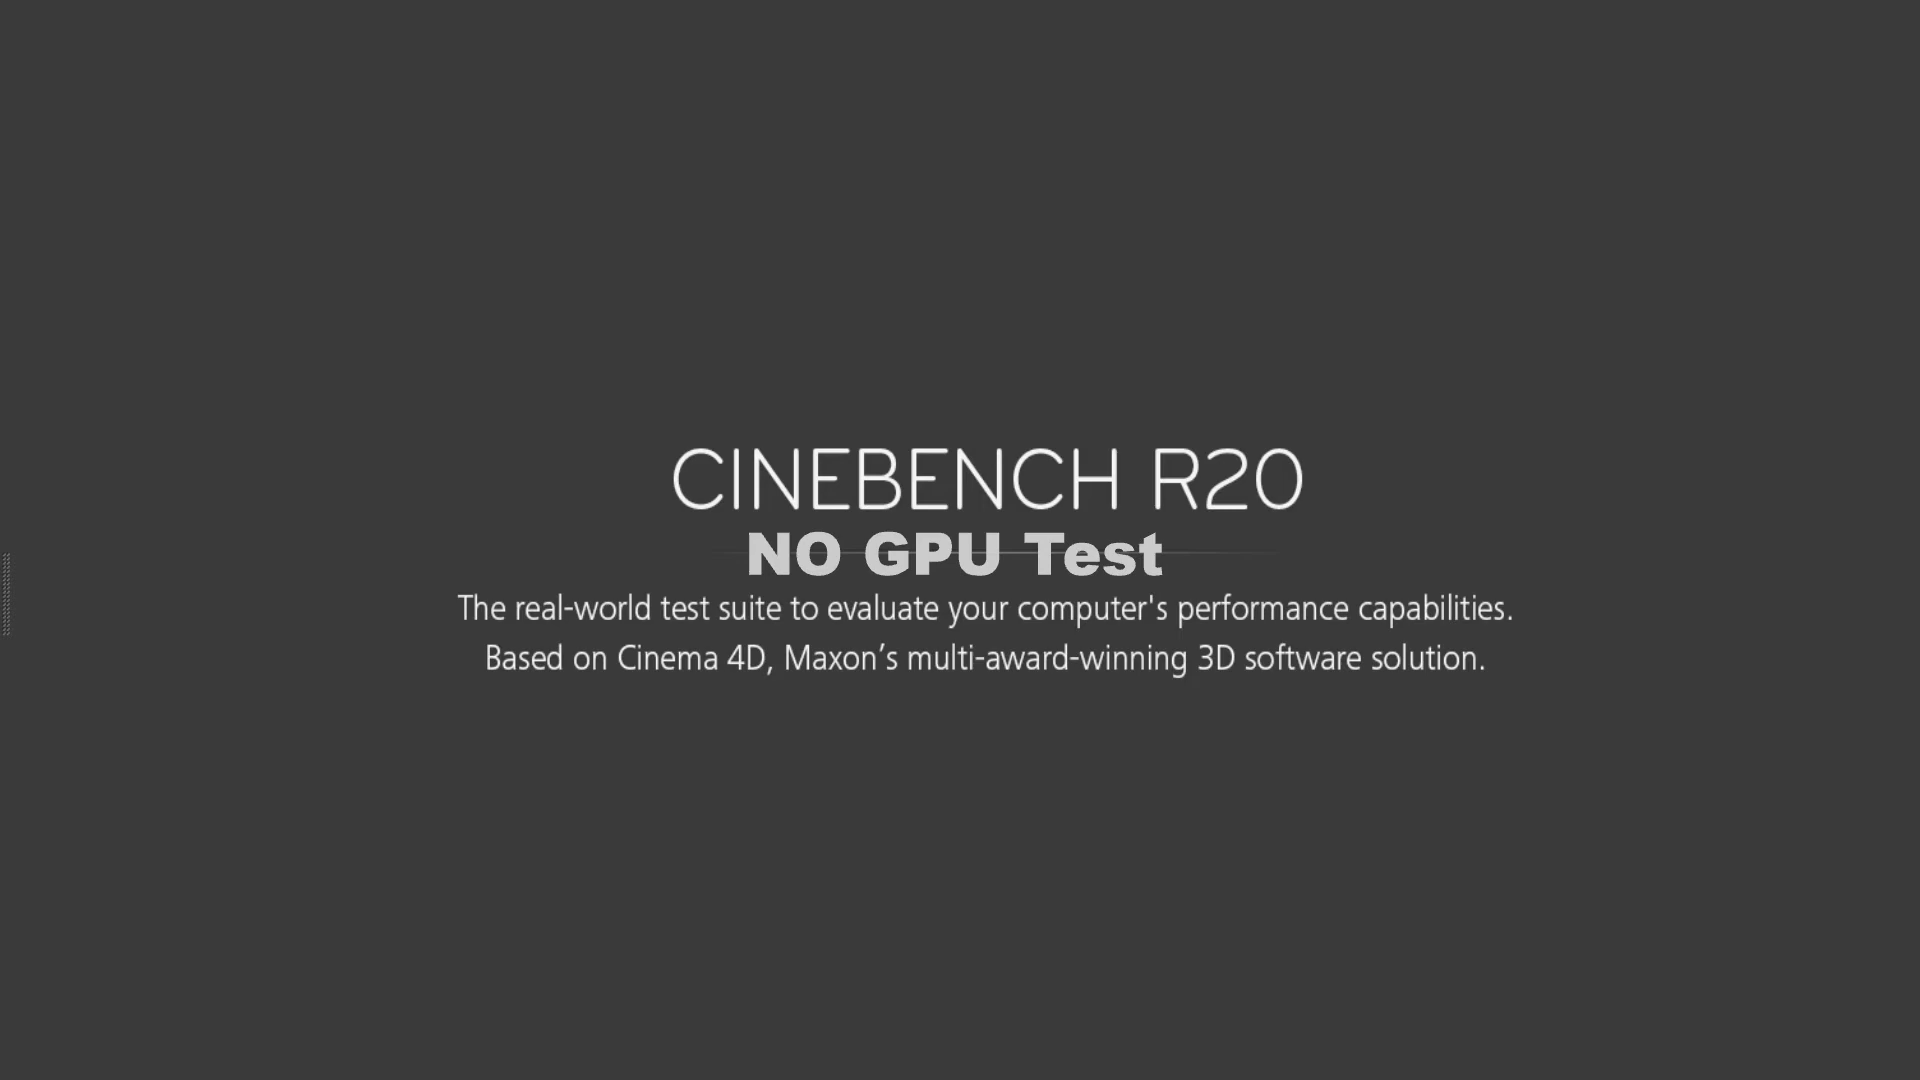 CINEBENCH R20
NO GPU Test
The real-world test suite to evaluate your computer's performance capabilities.
Based on Cinema 4D, Maxon’s multi-award-winning 3D software solution.